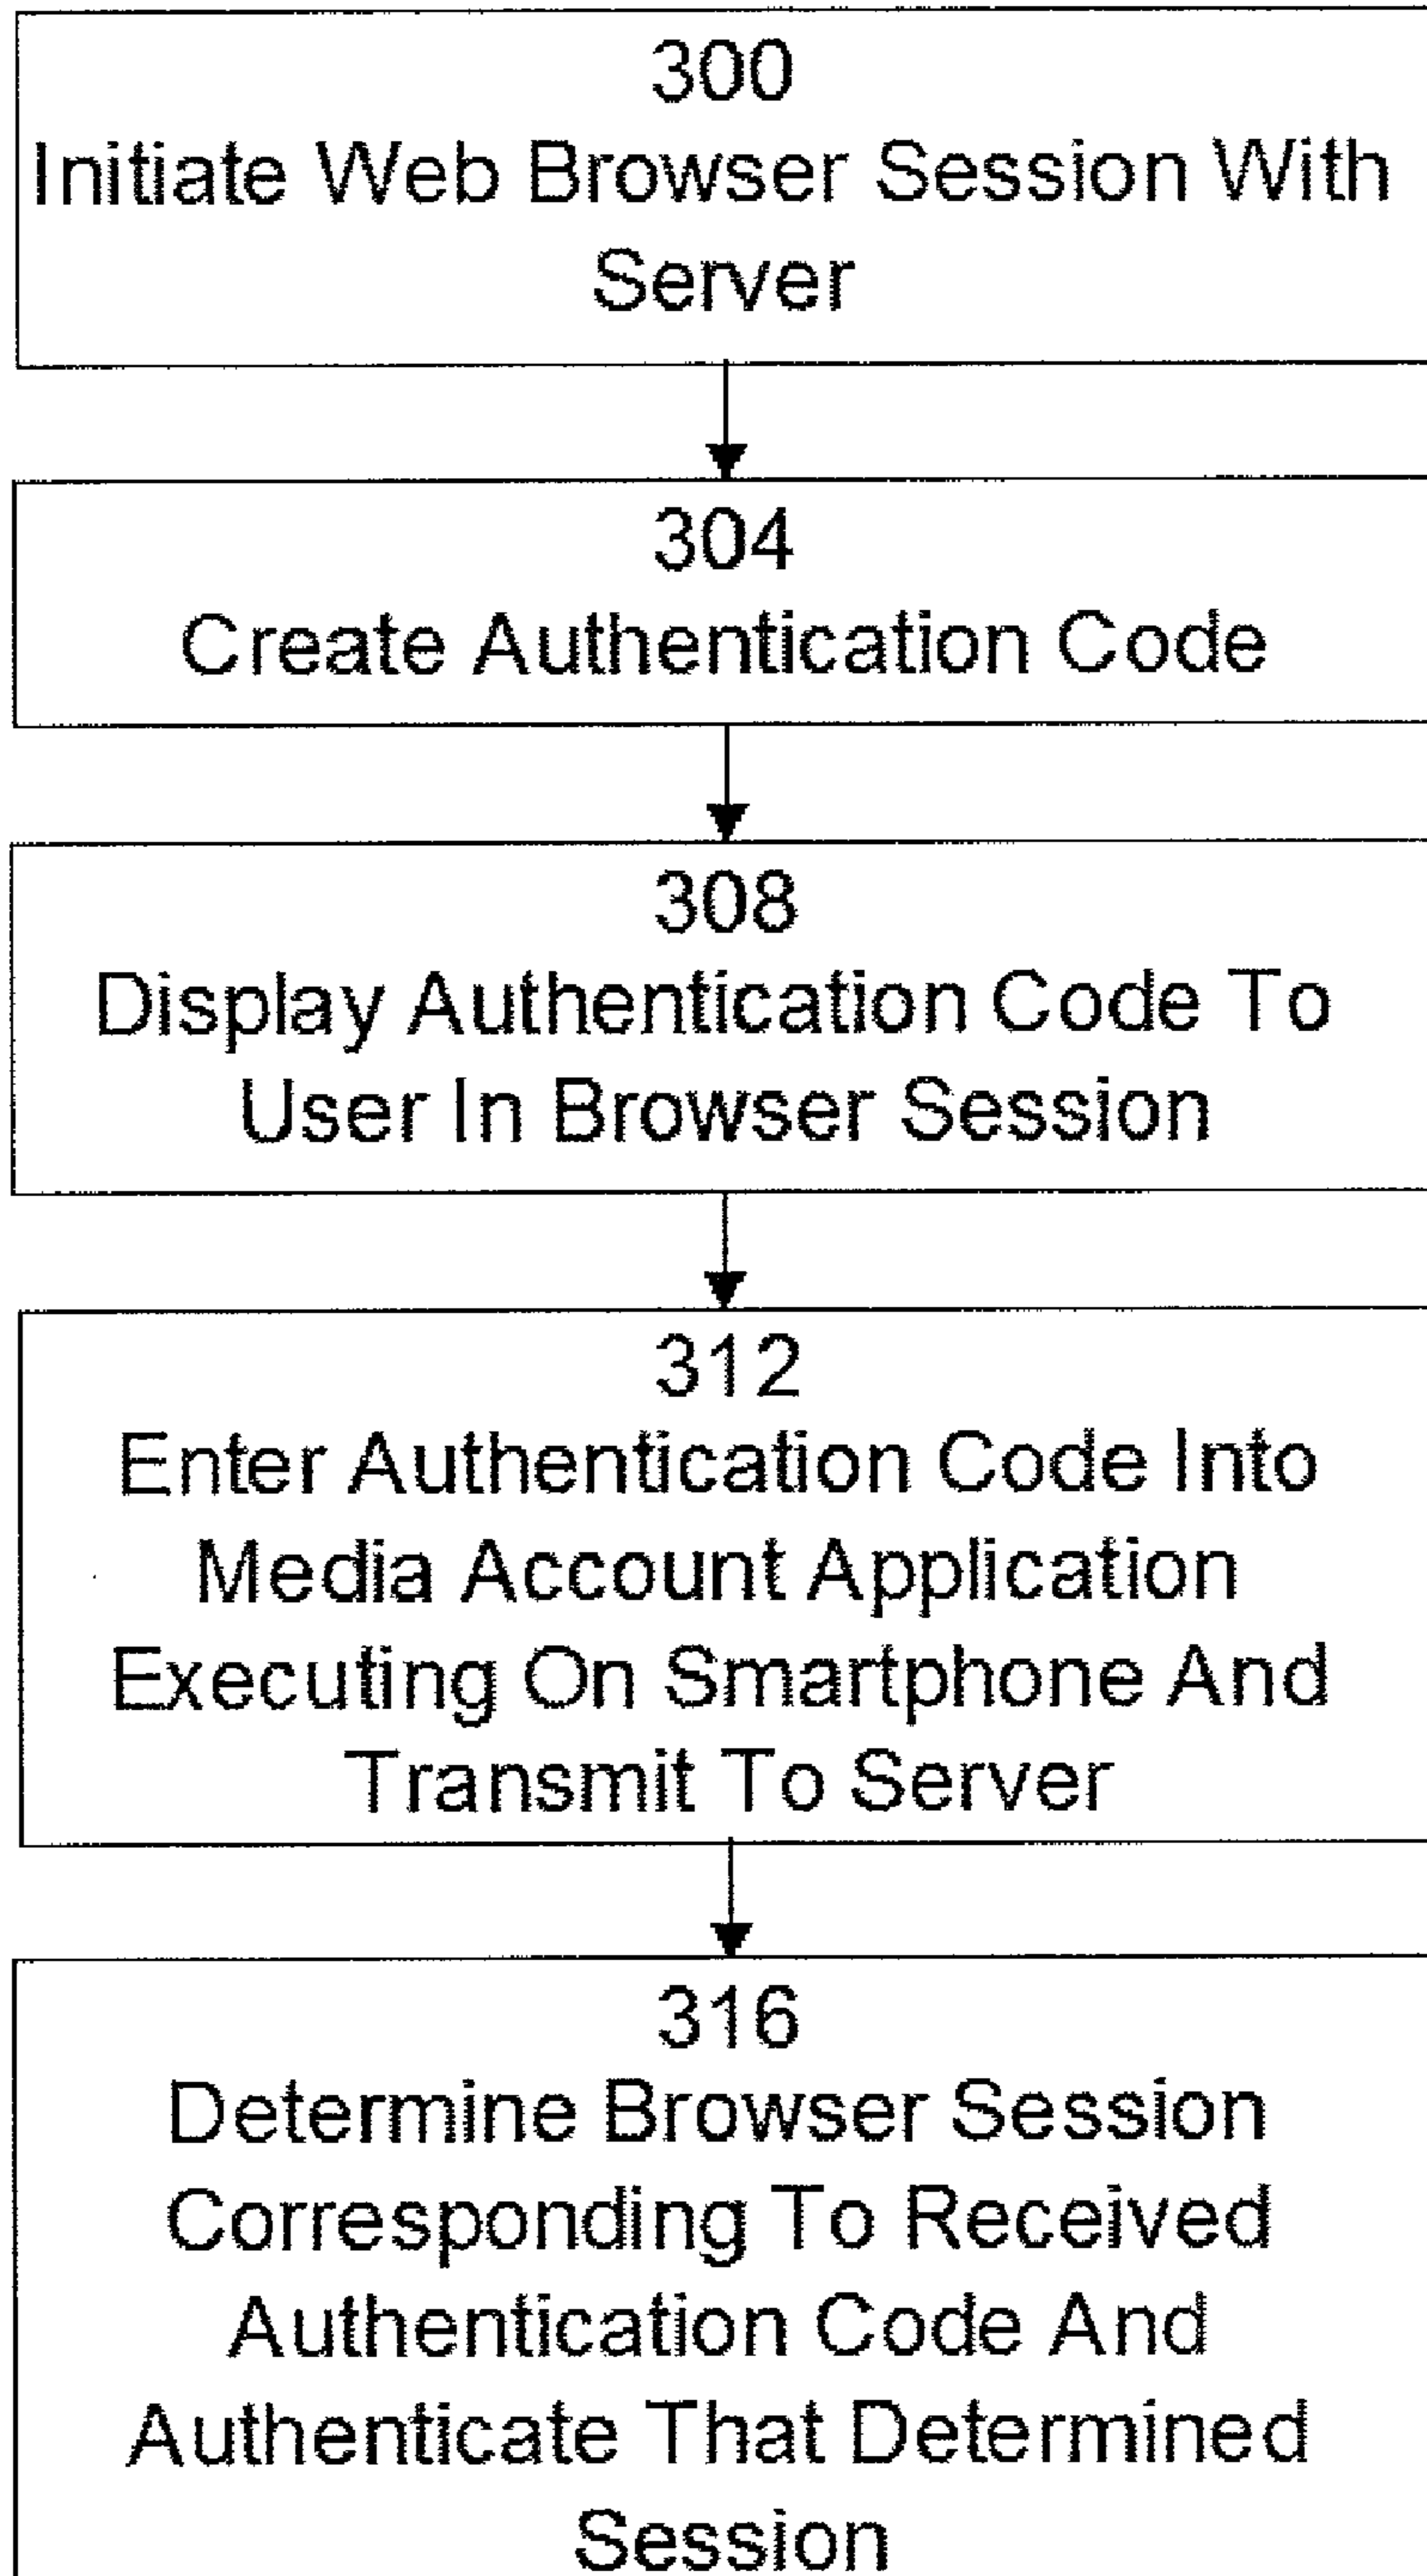 300
Initiate Web Browser Session With
Server
304
Create Authentication Code
308
Display Authentication Code To
User In Browser Session
312
Enter Authentication Code Into
Media Account Application
Executing On Smartphone And
Transmit To Server
316
Determine Browser Session
Corresponding To Received
Authentication Code And
Authenticate That Determined
Session